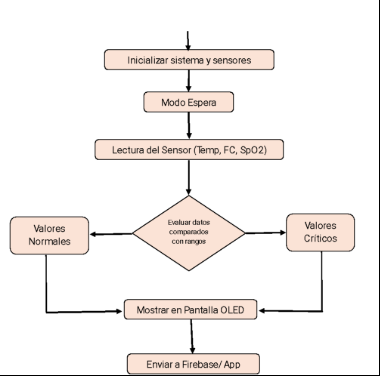 Inicializar sistema y sensores
Modo Espera
Lectura del Sensor (Temp, FC, SpO2)
Evaluar datos
comparados
con rangos
Valores
Normales
Valores
Críticos
Mostrar en Pantalla OLED
Enviar a Firebase/ App